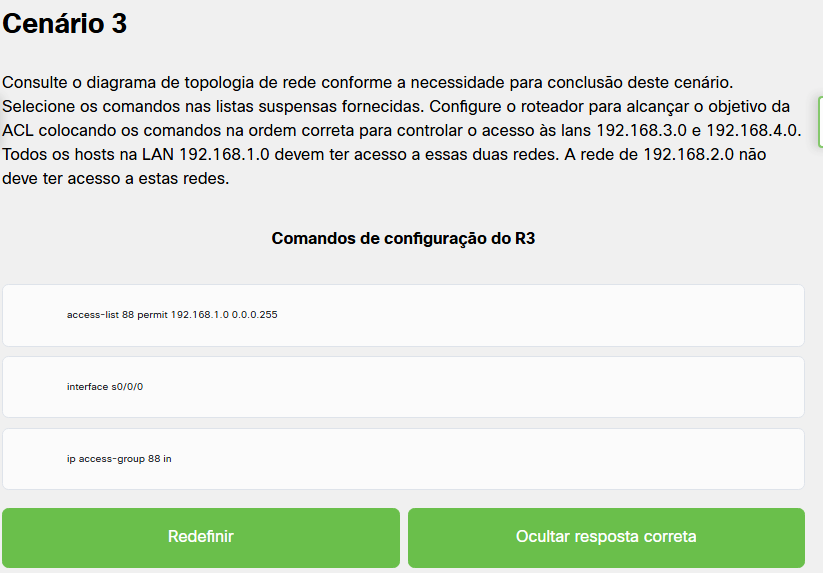 Cenário 3
Consulte o diagrama de topologia de rede conforme a necessidade para conclusão deste cenário.
Selecione os comandos nas listas suspensas fornecidas. Configure o roteador para alcançar o objetivo da
ACL colocando os comandos na ordem correta para controlar o acesso às lans 192.168.3.0 e 192.168.4.0.
Todos os hosts na LAN 192.168.1.0 devem ter acesso a essas duas redes. A rede de 192.168.2.0 não
deve ter acesso a estas redes.
Comandos de configuração do R3
access-list 88 permit 192.168.1.0 0.0.0.255
interface s0/0/0
ip access-group 88 in
Redefinir
Ocultar resposta correta